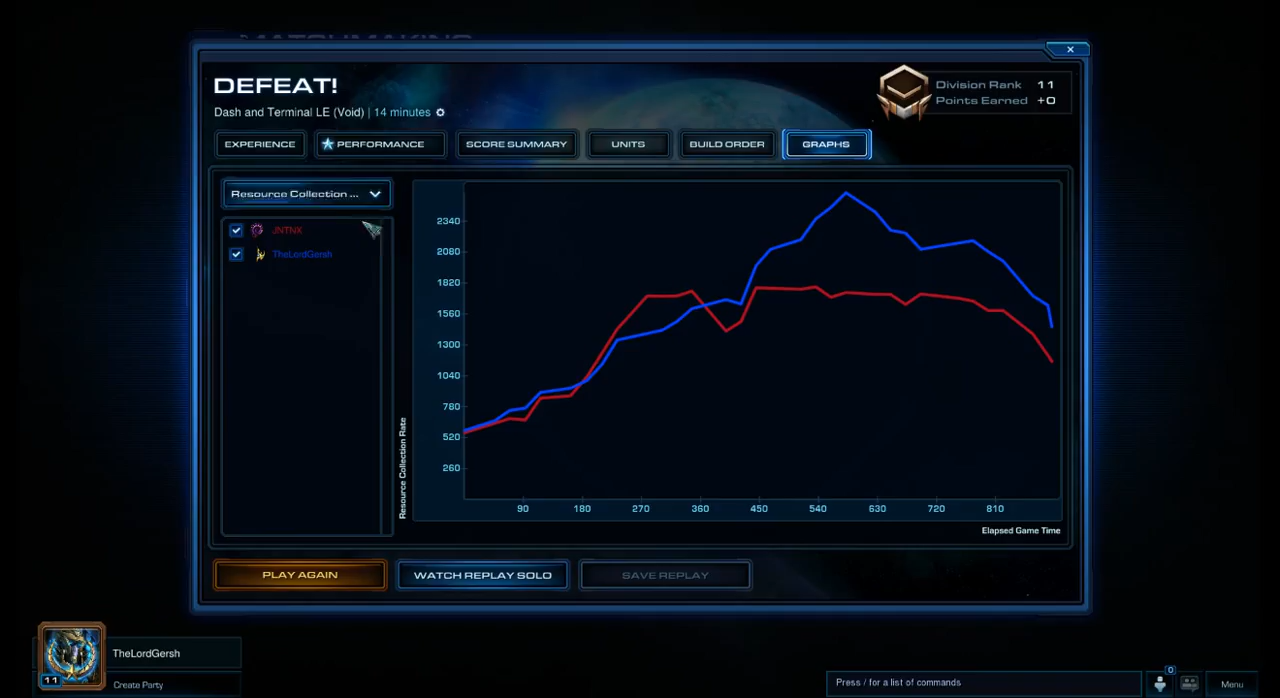 MATCHMAKING
DEFEAT!
Dash and Terminal LE (Void) | 14 minutes
Division Rank 11
Points Earned +0
EXPERIENCE
PERFORMANCE
SCORE SUMMARY
UNITS
BUILD ORDER
GRAPHS
Resource Collection ...
JNTNX
TheLordGersh
2340
2080
1820
1560
1300
1040
780
520
260
Resource Collection Rate
90 180 270 360 450 540 630 720 810
Elapsed Game Time
PLAY AGAIN
WATCH REPLAY SOLO
SAVE REPLAY
11
TheLordGersh
Create Party
Press / for a list of commands
0
Menu